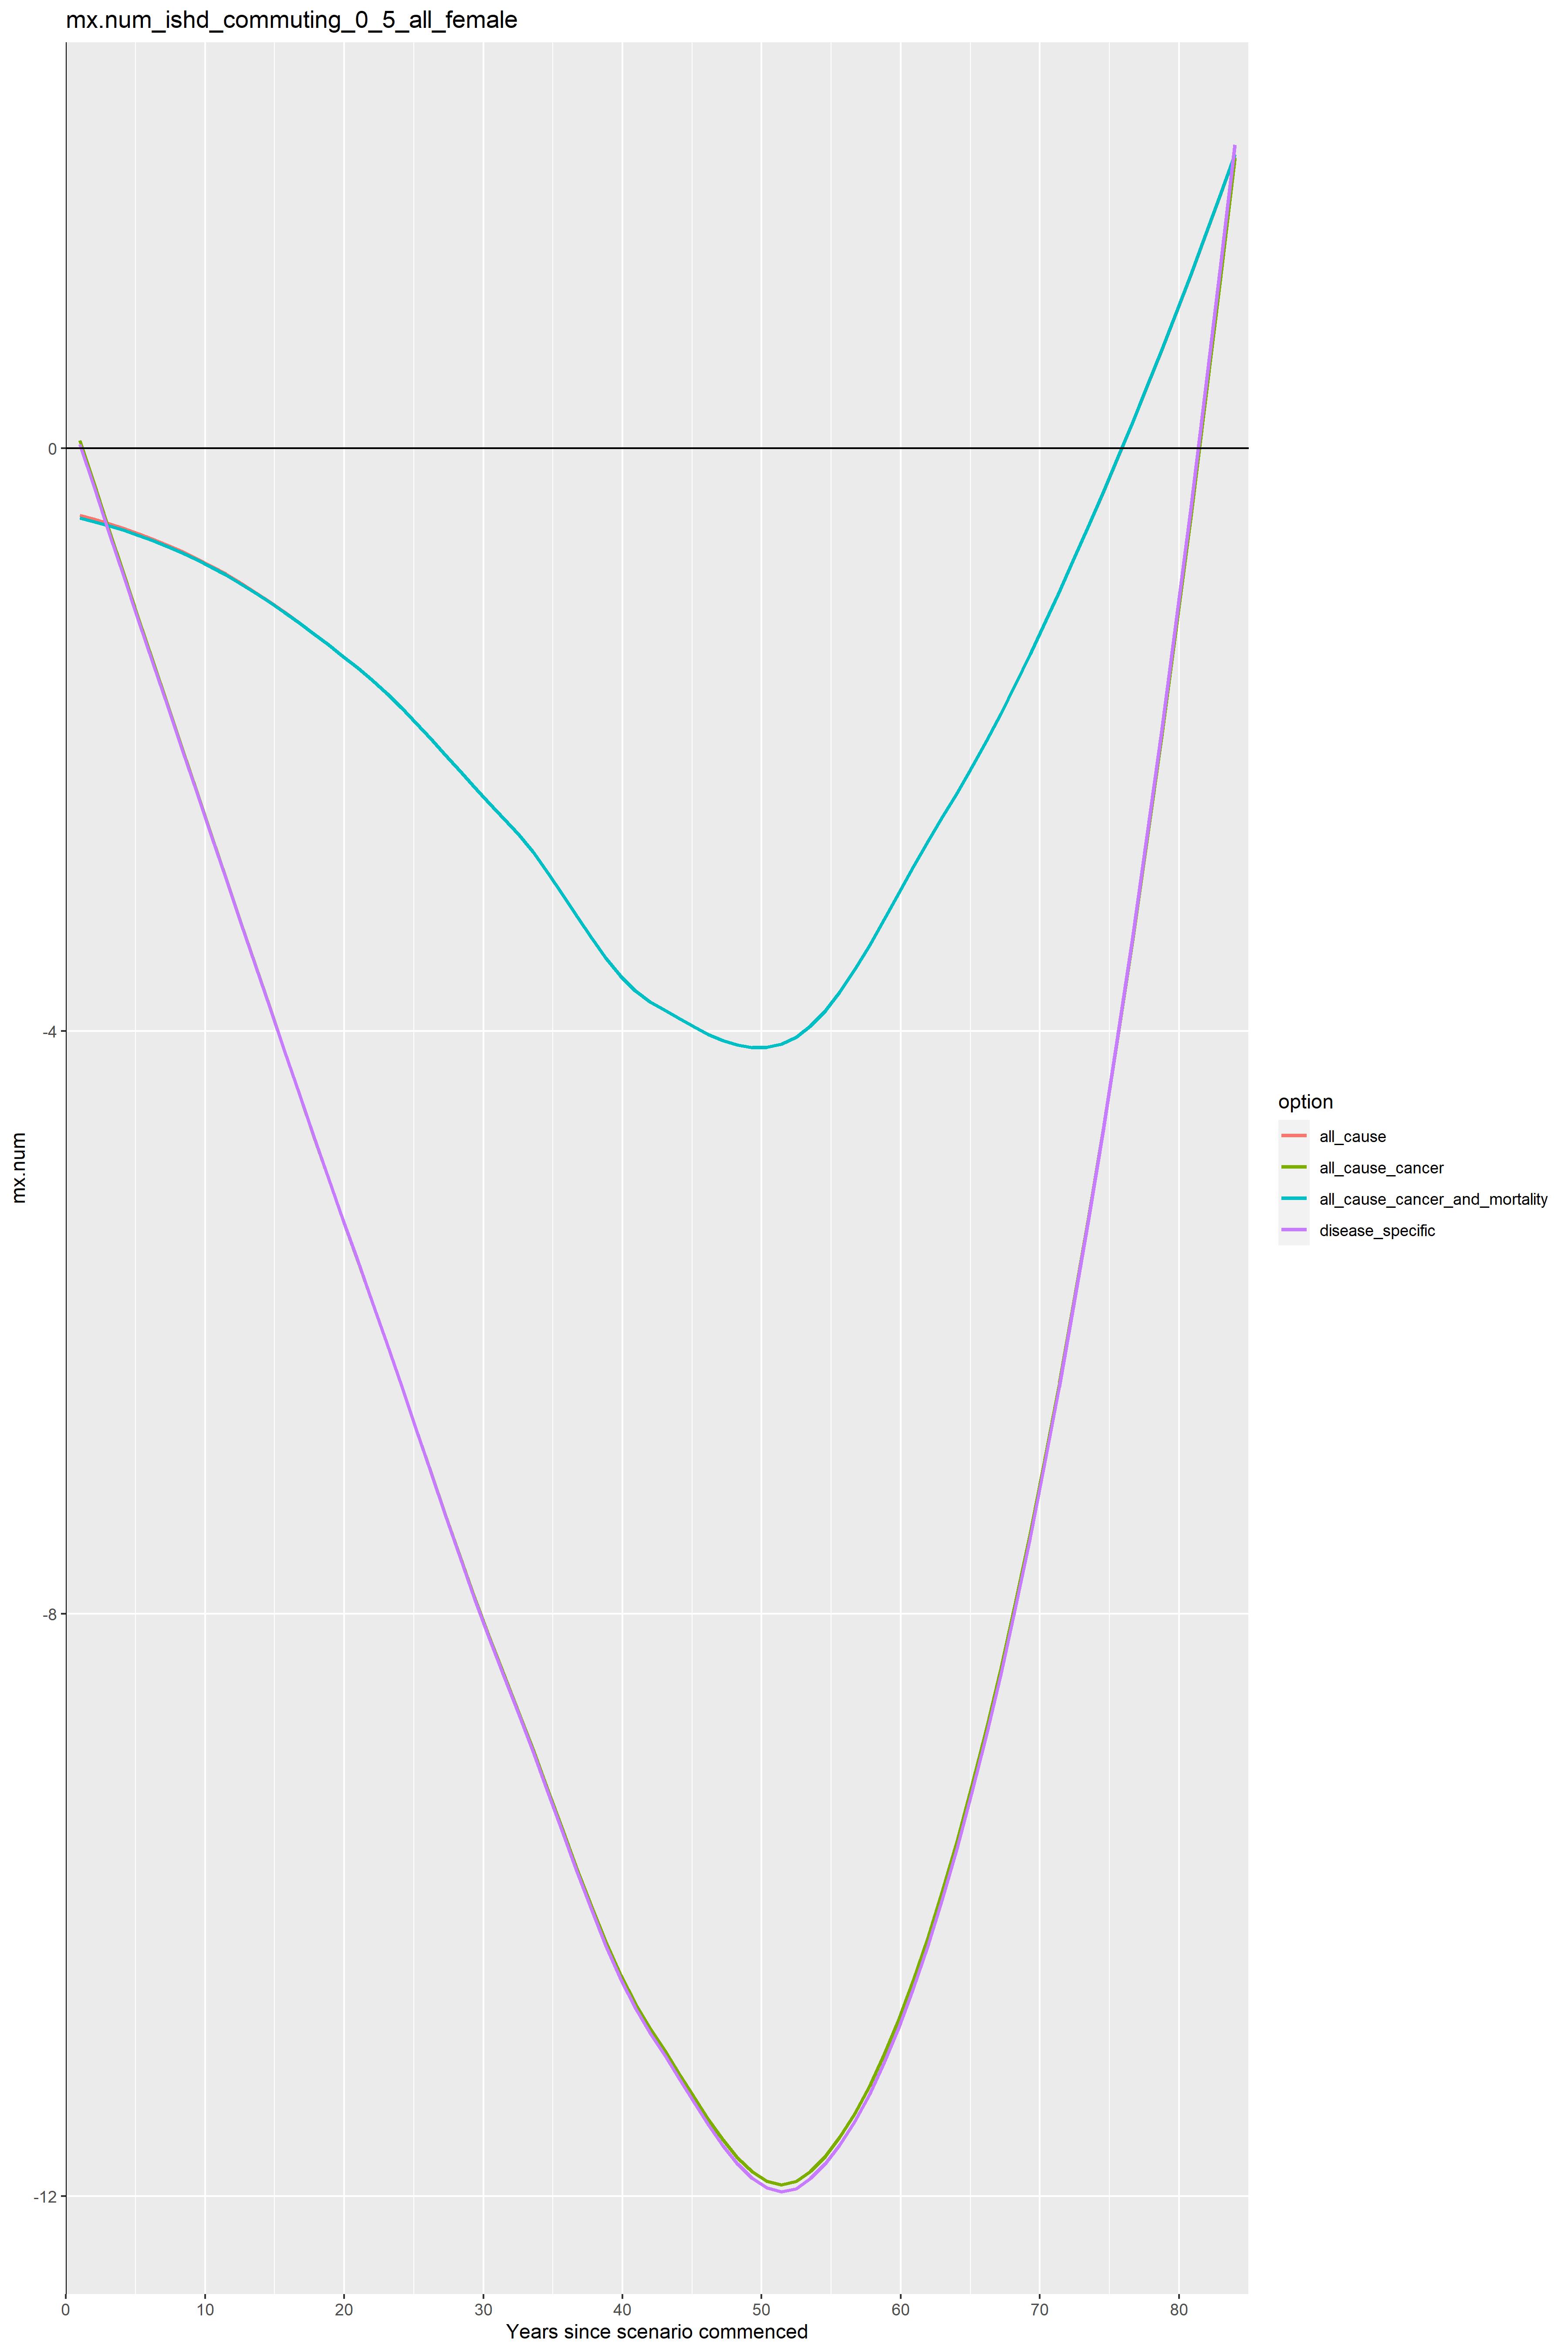 mx.num_ishd_commuting_0_5_all_female
0
-4
-8
-12
mx.num
0 10 20 30 40 50 60 70 80
Years since scenario commenced
option
all_cause
all_cause_cancer
all_cause_cancer_and_mortality
disease_specific